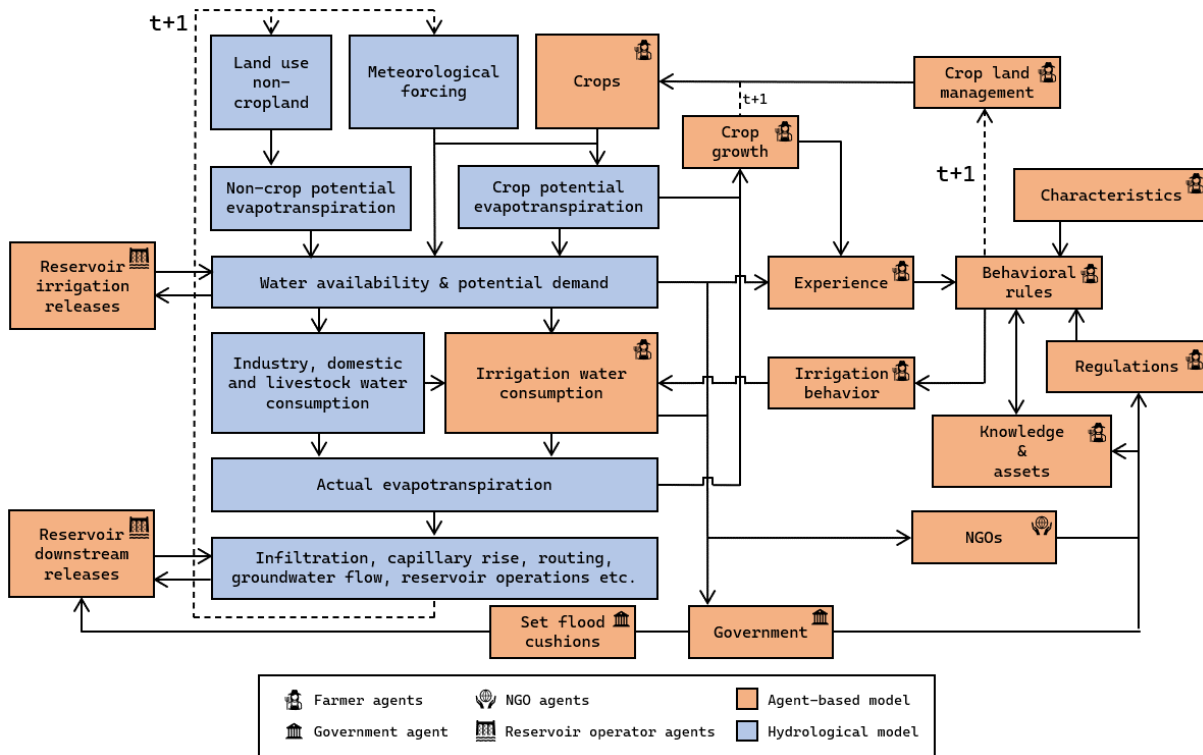 t+1
Land use
non-
cropland
Meteorological
forcing
Crops
Crop land
management
t+1
Crop
growth
t+1
Non-crop potential
evapotranspiration
Crop potential
evapotranspiration
Characteristics
Reservoir
irrigation
releases
Water availability & potential demand
Experience
Behavioral
rules
Industry, domestic
and livestock water
consumption
Irrigation water
consumption
Irrigation
behavior
Regulations
Knowledge
&
assets
Actual evapotranspiration
Reservoir
downstream
releases
Infiltration, capillary rise, routing,
groundwater flow, reservoir operations etc.
NGOs
Set flood
cushions
Government
Farmer agents
NGO agents
Agent-based model
Government agent
Reservoir operator agents
Hydrological model